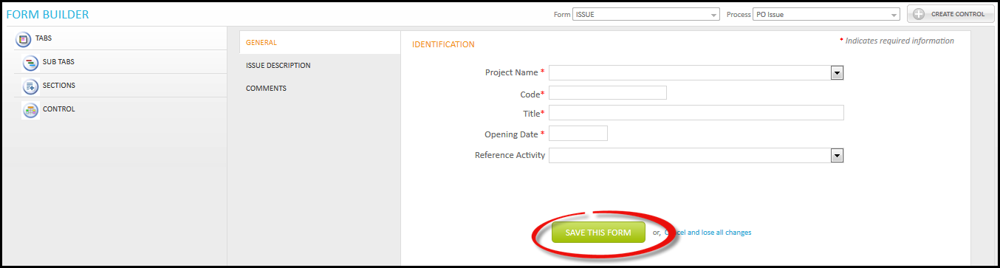 FORM BUILDER
Form ISSUE Process PO Issue CREATE CONTROL
TABS
SUB TABS
SECTIONS
CONTROL
GENERAL
ISSUE DESCRIPTION
COMMENTS
IDENTIFICATION
* Indicates required information
Project Name *
Code*
Title*
Opening Date *
Reference Activity
SAVE THIS FORM or, Cancel and lose all changes